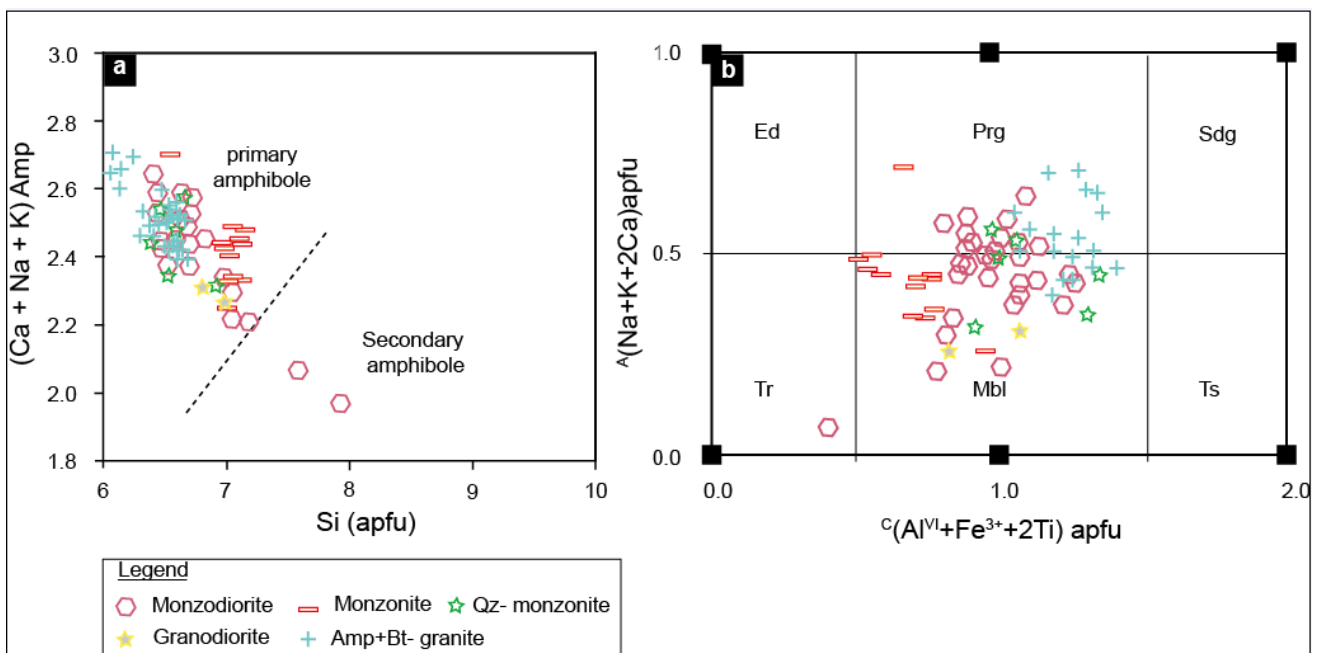 a
3.0
2.8
2.6
2.4
2.2
2.0
1.8
(Ca + Na + K) Amp
primary
amphibole
Secondary
amphibole
6 7 8 9 10
Si (apfu)
b
1.0
0.5
0.0
ᴬ(Na+K+2Ca)apfu
Ed Prg Sdg
Tr Mbl Ts
0.0 1.0 2.0
ᶜ(Alⱽᴵ+Fe³⁺+2Ti) apfu
Legend
Monzodiorite Monzonite Qz- monzonite
Granodiorite Amp+Bt- granite